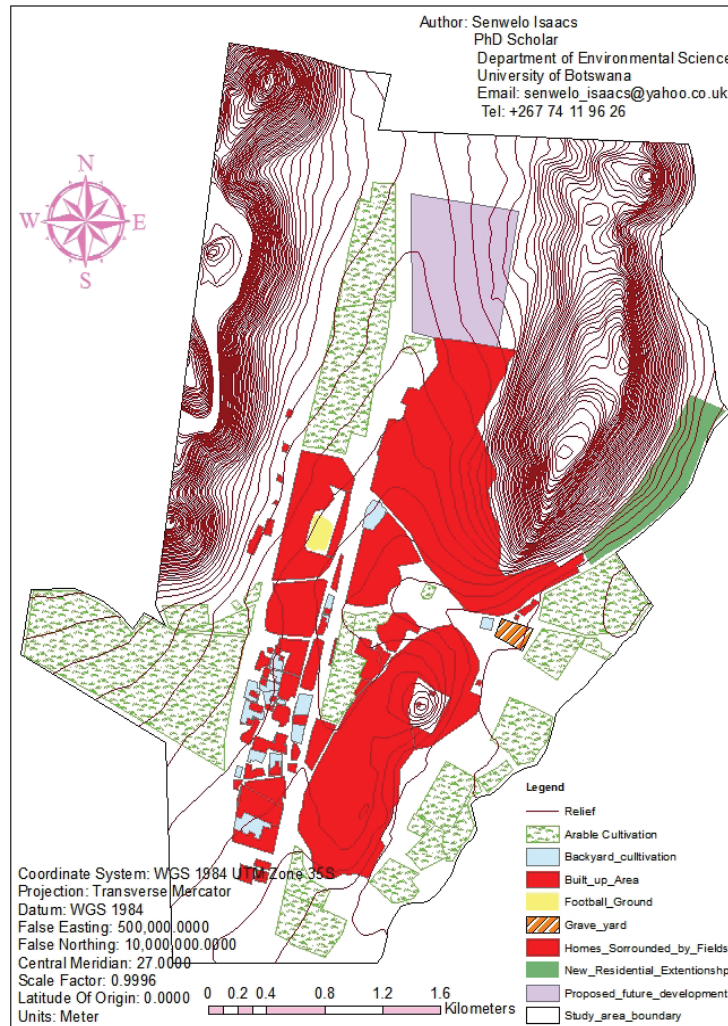 Author: Senwelo Isaacs
PhD Scholar
Department of Environmental Science
University of Botswana
Email: senwelo_isaacs@yahoo.co.uk
Tel: +267 74 11 96 26
N
W
E
S
Legend
Relief
Arable Cultivation
Backyard_culltivation
Built_up_Area
Football_Ground
Grave_yard
Homes_Sorrounded_by_Fields
New_Residential_Extentionship
Proposed_future_development
Study_area_boundary
Coordinate System: WGS 1984 UTM Zone 35S
Projection: Transverse Mercator
Datum: WGS 1984
False Easting: 500,000.0000
False Northing: 10,000,000.0000
Central Meridian: 27.0000
Scale Factor: 0.9996
Latitude Of Origin: 0.0000
Units: Meter
0 0.2 0.4 0.8 1.2 1.6
Kilometers